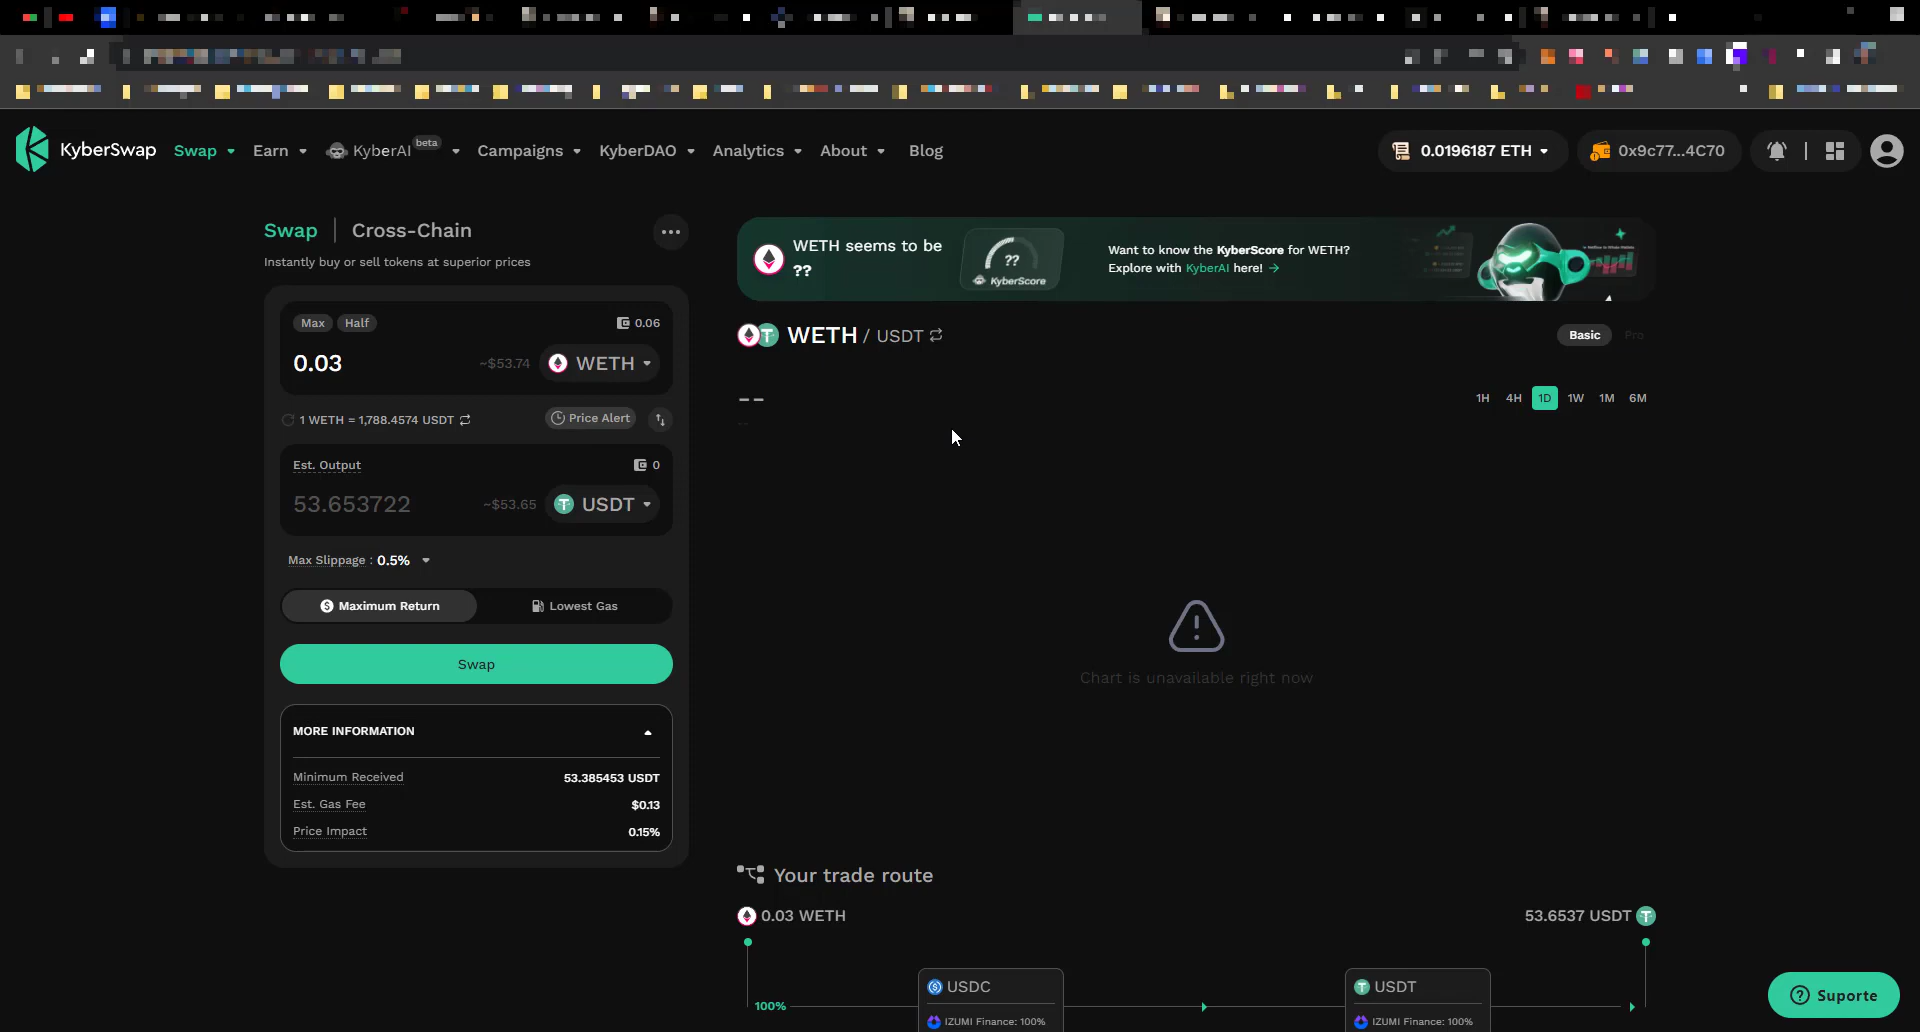 KyberSwap
Swap
Earn
KyberAI beta
Campaigns
KyberDAO
Analytics
About
Blog
0.0196187 ETH
0x9c77...4C70
Swap | Cross-Chain
Instantly buy or sell tokens at superior prices
Max Half 0.06
0.03 ~$53.74 WETH
1 WETH = 1,788.4574 USDT
Price Alert
Est. Output 0
53.653722 ~$53.65 USDT
Max Slippage : 0.5%
Maximum Return
Lowest Gas
Swap
MORE INFORMATION
Minimum Received 53.385453 USDT
Est. Gas Fee $0.13
Price Impact 0.15%
WETH seems to be
??
??
KyberScore
Want to know the KyberScore for WETH?
Explore with KyberAI here! →
WETH / USDT
Basic Pro
--
--
1H 4H 1D 1W 1M 6M
Chart is unavailable right now
Your trade route
0.03 WETH
53.6537 USDT
100%
USDC
IZUMI Finance: 100%
USDT
IZUMI Finance: 100%
Suporte